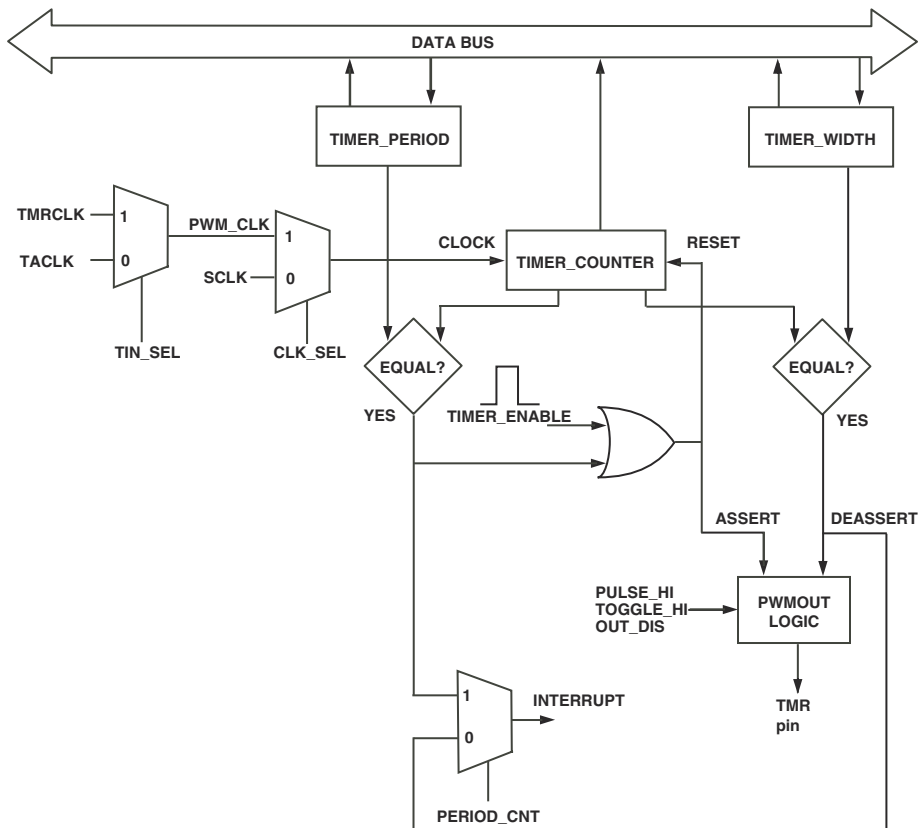 DATA BUS
TIMER_PERIOD
TIMER_WIDTH
TMRCLK
1
PWM_CLK
TACLK
0
1
SCLK
0
CLOCK
TIMER_COUNTER
RESET
TIN_SEL
CLK_SEL
EQUAL?
EQUAL?
YES
TIMER_ENABLE
YES
ASSERT
DEASSERT
PULSE_HI
TOGGLE_HI
OUT_DIS
PWMOUT
LOGIC
1
INTERRUPT
0
TMR
pin
PERIOD_CNT